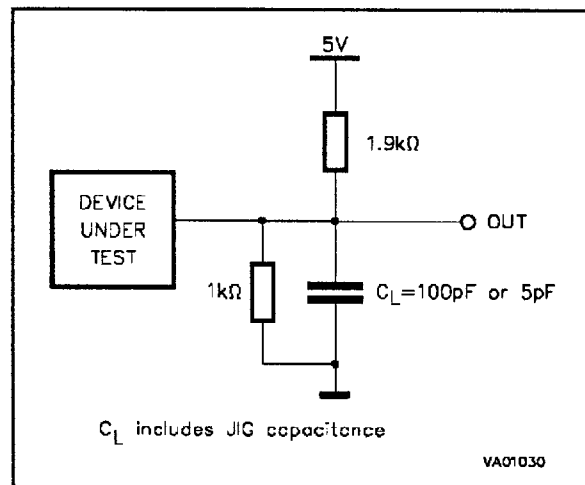 5V
1.9kΩ
DEVICE
UNDER
TEST
OUT
1kΩ
CL=100pF or 5pF
CL includes JIG capacitance
VA01030